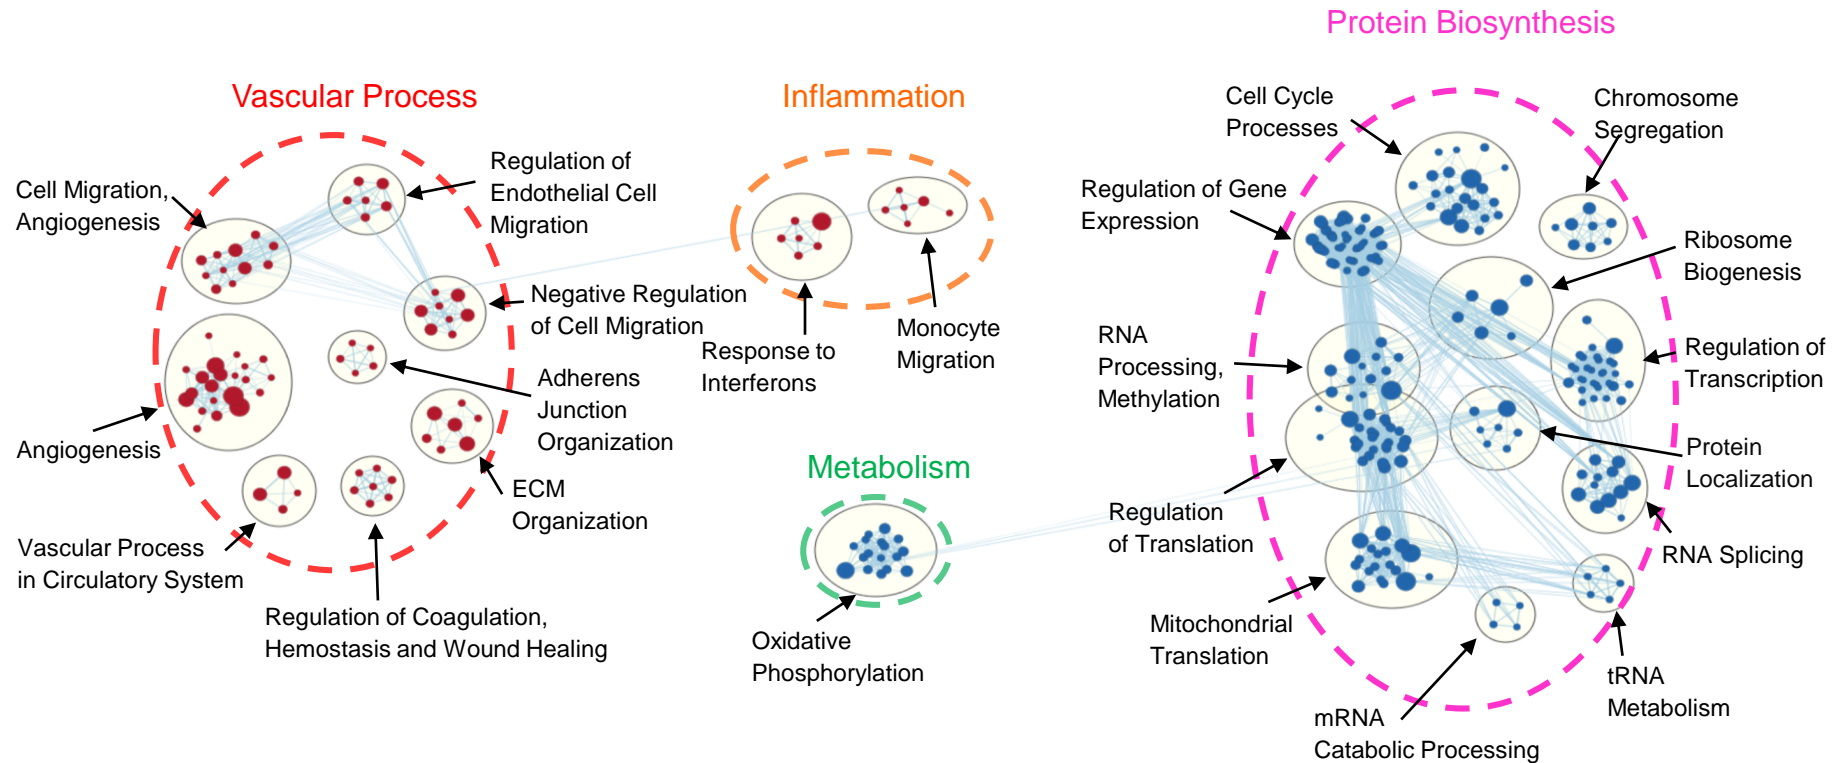 Protein Biosynthesis
Vascular Process
Inflammation
Cell Cycle
Processes
Chromosome
Segregation
Cell Migration,
Angiogenesis
Regulation of
Endothelial Cell
Migration
Regulation of Gene
Expression
Ribosome
Biogenesis
Negative Regulation
of Cell Migration
Response to
Interferons
Monocyte
Migration
RNA
Processing,
Methylation
Regulation of
Transcription
Adherens
Junction
Organization
Angiogenesis
Metabolism
Protein
Localization
ECM
Organization
Regulation
of Translation
RNA Splicing
Vascular Process
in Circulatory System
Regulation of Coagulation,
Hemostasis and Wound Healing
Oxidative
Phosphorylation
Mitochondrial
Translation
tRNA
Metabolism
mRNA
Catabolic Processing